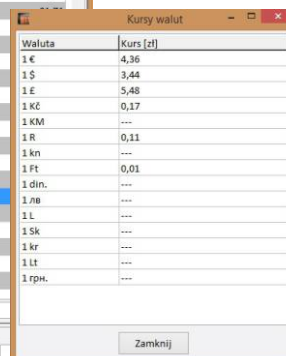 Kursy walut
Waluta Kurs [zł]
1 € 4,36
1 $ 3,44
1 £ 5,48
1 Kč 0,17
1 KM ---
1 R 0,11
1 kn ---
1 Ft 0,01
1 din. ---
1 лв ---
1 L ---
1 Sk ---
1 kr ---
1 Lt ---
1 грн. ---
Zamknij